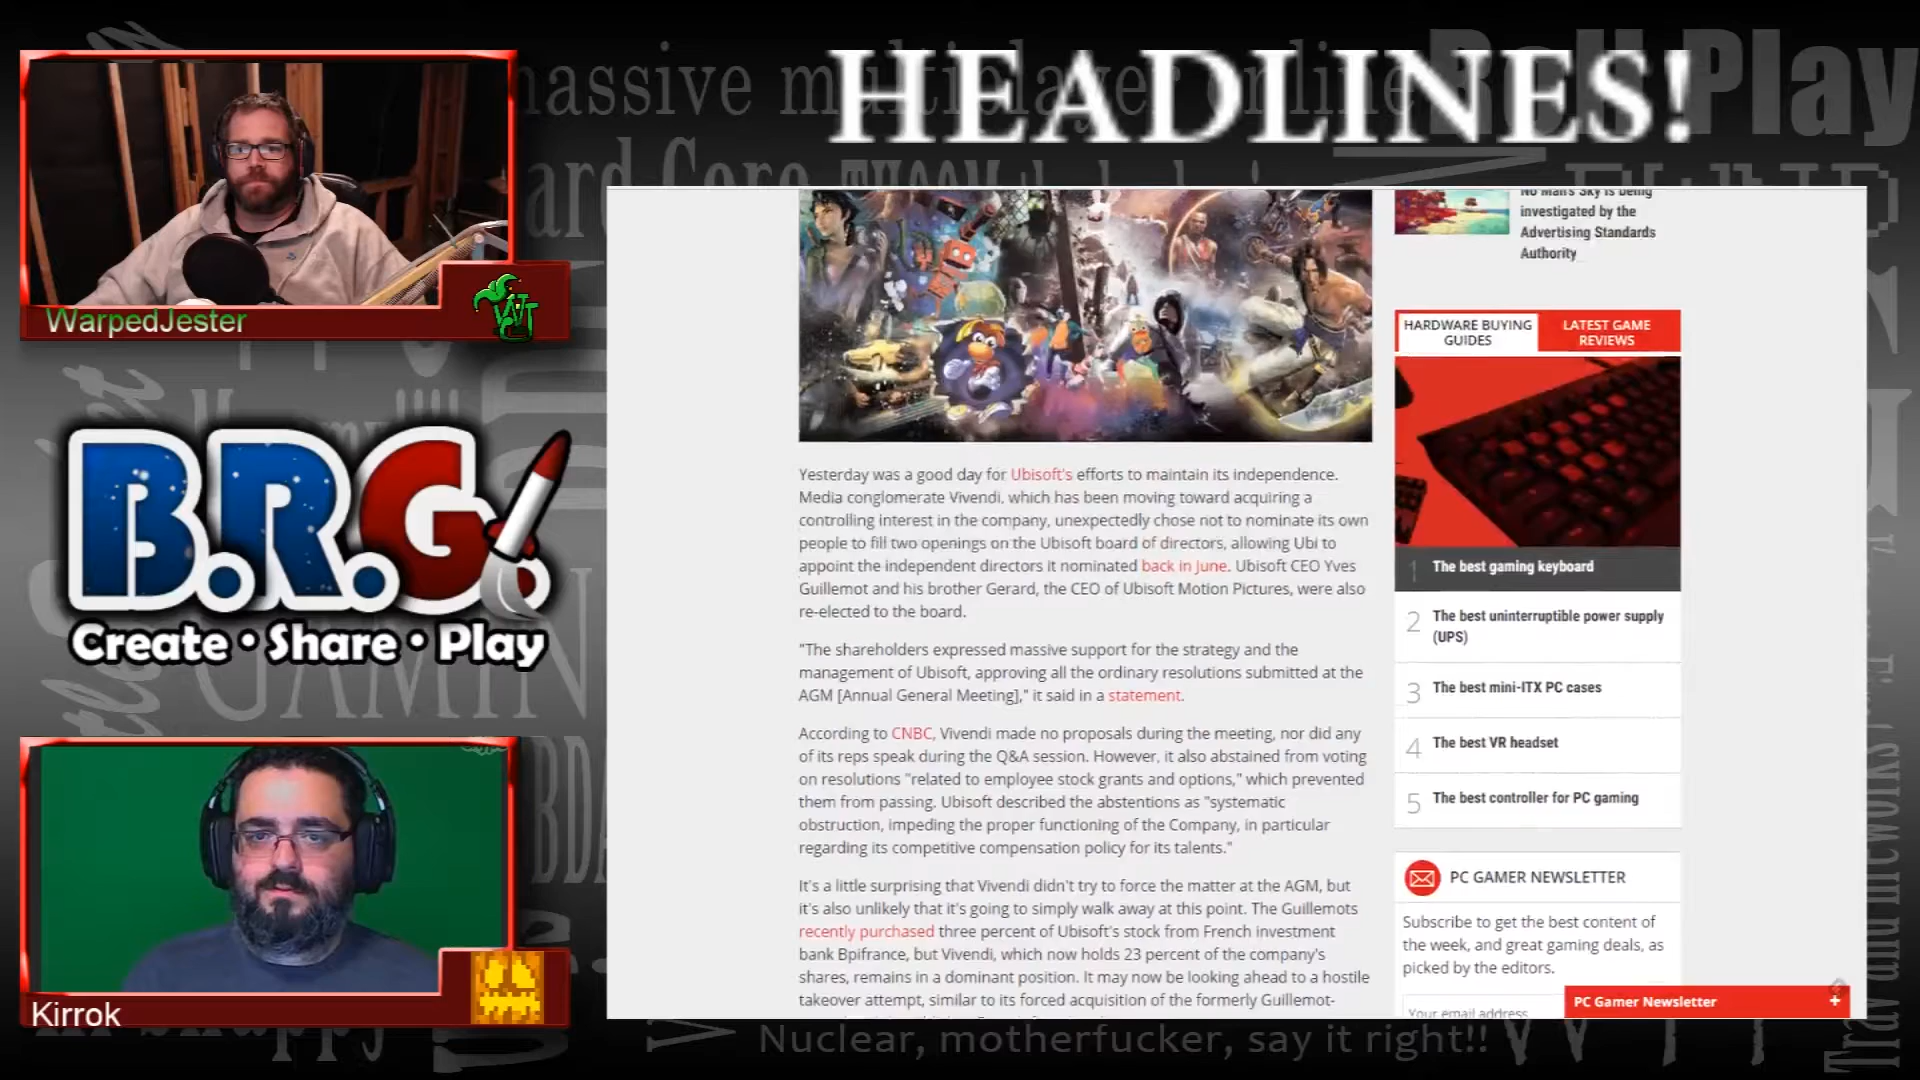 HEADLINES!
massive multiplayer online
Roll Play
WarpedJester
WT
B.R.G.
Create • Share • Play
Kirrok
No Man's Sky is being
investigated by the
Advertising Standards
Authority
HARDWARE BUYING
GUIDES
LATEST GAME
REVIEWS
1 The best gaming keyboard
2 The best uninterruptible power supply
(UPS)
3 The best mini-ITX PC cases
4 The best VR headset
5 The best controller for PC gaming
PC GAMER NEWSLETTER
Subscribe to get the best content of
the week, and great gaming deals, as
picked by the editors.
Your email address
PC Gamer Newsletter +
Yesterday was a good day for Ubisoft's efforts to maintain its independence.
Media conglomerate Vivendi, which has been moving toward acquiring a
controlling interest in the company, unexpectedly chose not to nominate its own
people to fill two openings on the Ubisoft board of directors, allowing Ubi to
appoint the independent directors it nominated back in June. Ubisoft CEO Yves
Guillemot and his brother Gerard, the CEO of Ubisoft Motion Pictures, were also
re-elected to the board.
"The shareholders expressed massive support for the strategy and the
management of Ubisoft, approving all the ordinary resolutions submitted at the
AGM [Annual General Meeting]," it said in a statement.
According to CNBC, Vivendi made no proposals during the meeting, nor did any
of its reps speak during the Q&A session. However, it also abstained from voting
on resolutions "related to employee stock grants and options," which prevented
them from passing. Ubisoft described the abstentions as "systematic
obstruction, impeding the proper functioning of the Company, in particular
regarding its competitive compensation policy for its talents."
It's a little surprising that Vivendi didn't try to force the matter at the AGM, but
it's also unlikely that it's going to simply walk away at this point. The Guillemots
recently purchased three percent of Ubisoft's stock from French investment
bank Bpifrance, but Vivendi, which now holds 23 percent of the company's
shares, remains in a dominant position. It may now be looking ahead to a hostile
takeover attempt, similar to its forced acquisition of the formerly Guillemot-
Nuclear, motherfucker, say it right!!